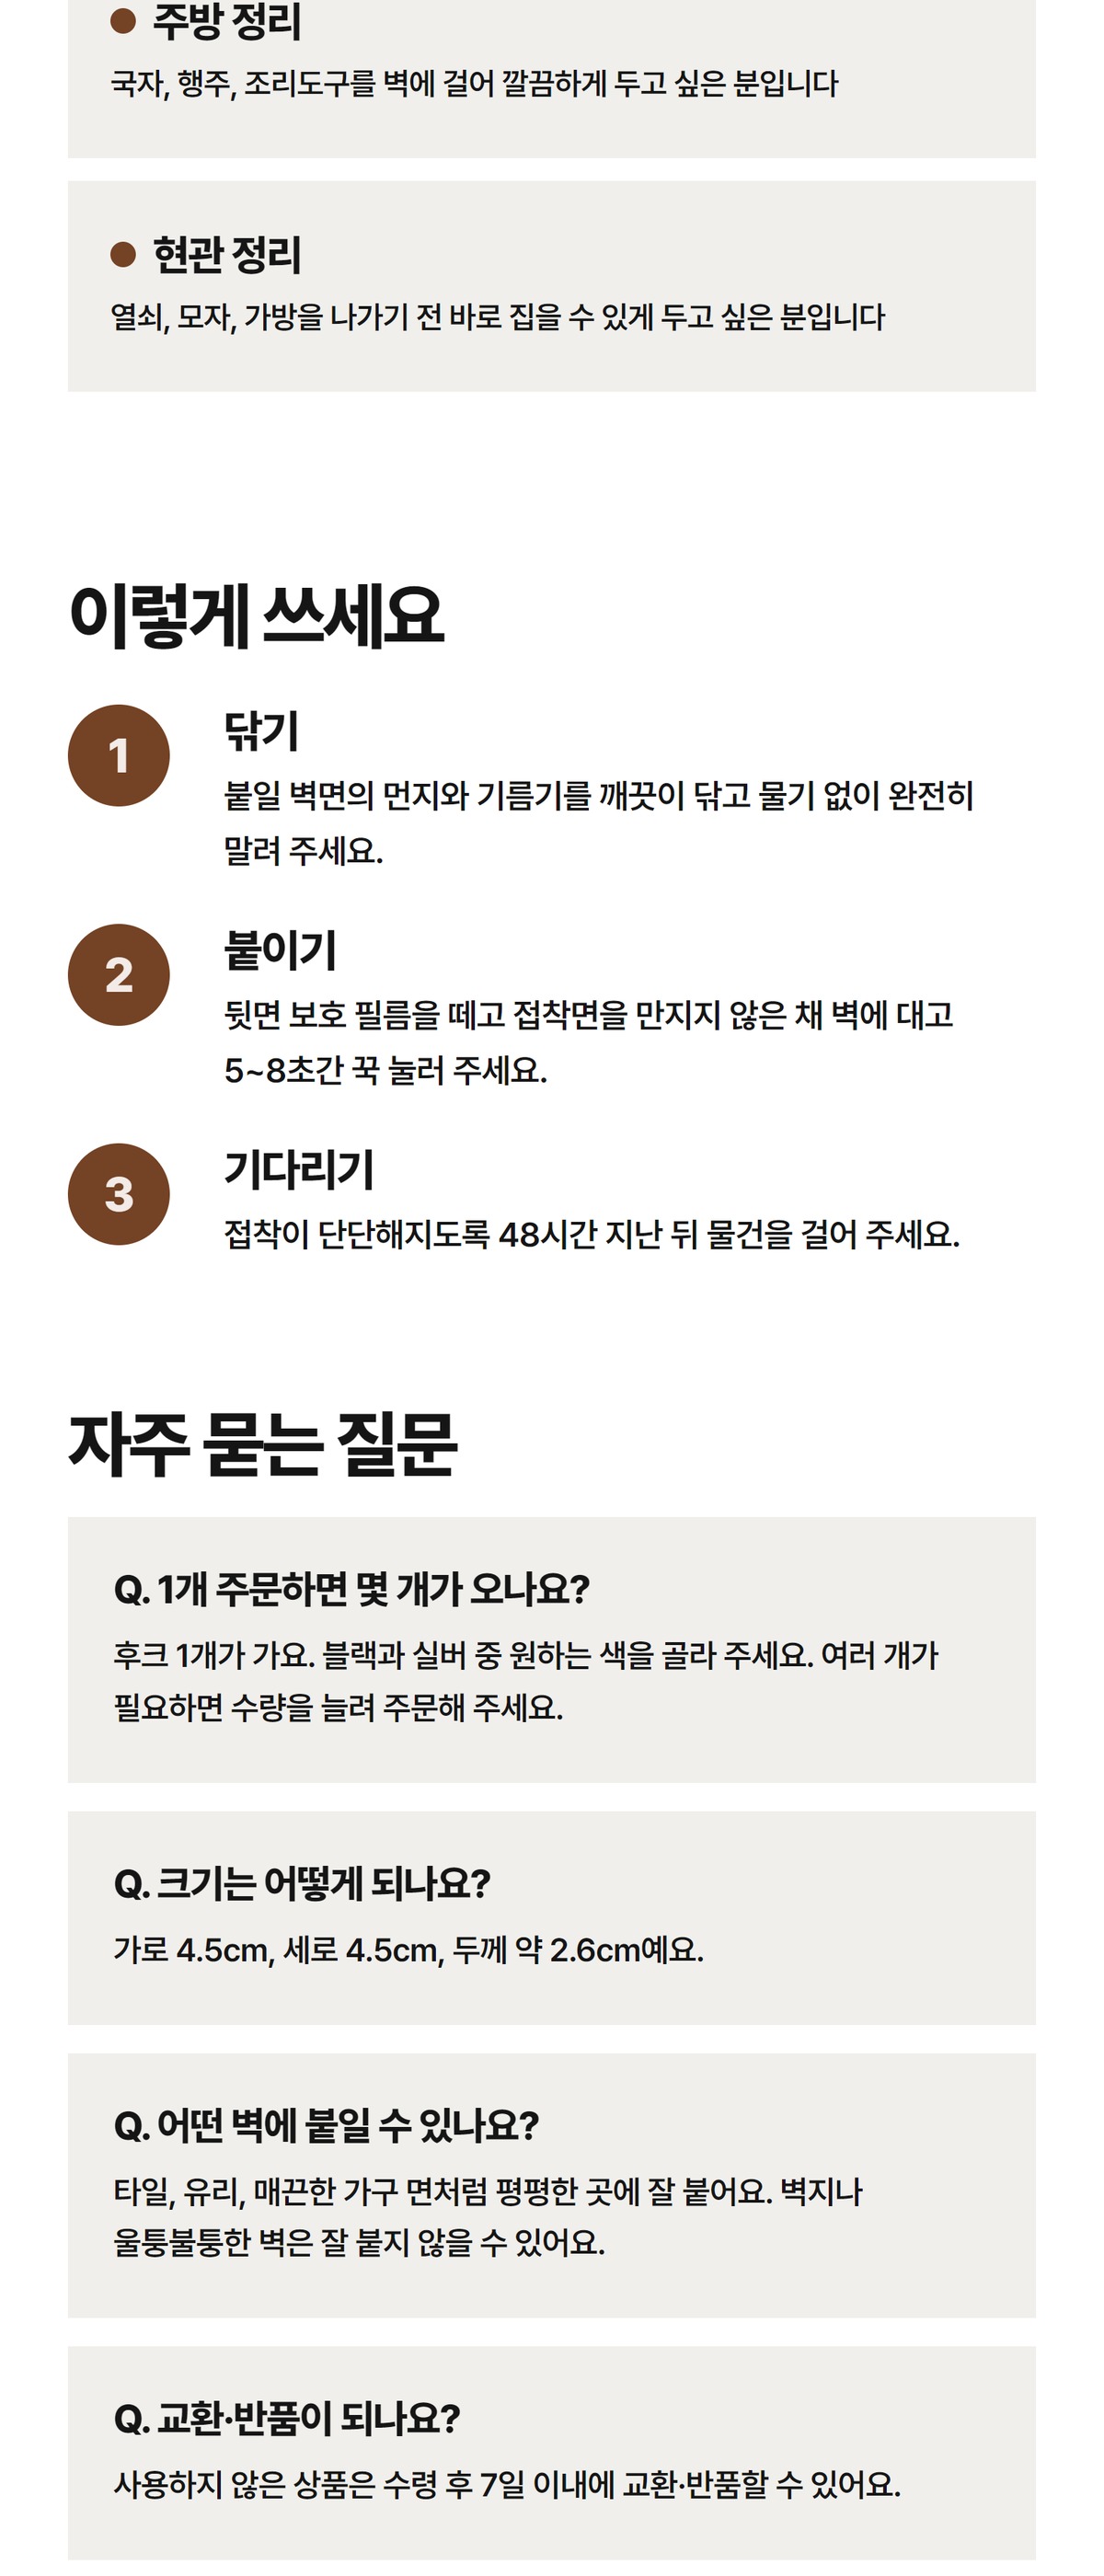 주방 정리
국자, 행주, 조리도구를 벽에 걸어 깔끔하게 두고 싶은 분입니다
현관 정리
열쇠, 모자, 가방을 나가기 전 바로 집을 수 있게 두고 싶은 분입니다
이렇게 쓰세요
1
닦기
붙일 벽면의 먼지와 기름기를 깨끗이 닦고 물기 없이 완전히
말려 주세요.
2
붙이기
뒷면 보호 필름을 떼고 접착면을 만지지 않은 채 벽에 대고
5~8초간 꾹 눌러 주세요.
3
기다리기
접착이 단단해지도록 48시간 지난 뒤 물건을 걸어 주세요.
자주 묻는 질문
Q. 1개 주문하면 몇 개가 오나요?
후크 1개가 가요. 블랙과 실버 중 원하는 색을 골라 주세요. 여러 개가
필요하면 수량을 늘려 주문해 주세요.
Q. 크기는 어떻게 되나요?
가로 4.5cm, 세로 4.5cm, 두께 약 2.6cm예요.
Q. 어떤 벽에 붙일 수 있나요?
타일, 유리, 매끈한 가구 면처럼 평평한 곳에 잘 붙어요. 벽지나
울퉁불퉁한 벽은 잘 붙지 않을 수 있어요.
Q. 교환·반품이 되나요?
사용하지 않은 상품은 수령 후 7일 이내에 교환·반품할 수 있어요.